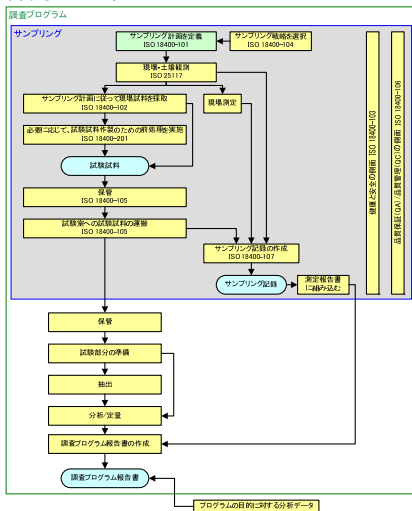 調査プログラム
サンプリング
サンプリング計画を定義
ISO 18400-101
サンプリング戦略を選択
ISO 18400-104
現場・土壌観測
ISO 25117
サンプリング計画に従って現場試料を採取
ISO 18400-102
現場測定
必要に応じて、試験試料作製のための前処理を実施
ISO 18400-201
試験試料
保管
ISO 18400-105
試験室への試験試料の運搬
ISO 18400-105
サンプリング記録の作成
ISO 18400-107
サンプリング記録
測定報告書
に組み込む
健康と安全の側面 ISO 18400-103
品質保証(QA)/品質管理(QC)の側面 ISO 18400-106
保管
試験部分の準備
抽出
分析/定量
調査プログラム報告書の作成
調査プログラム報告書
プログラムの目的に対する分析データ